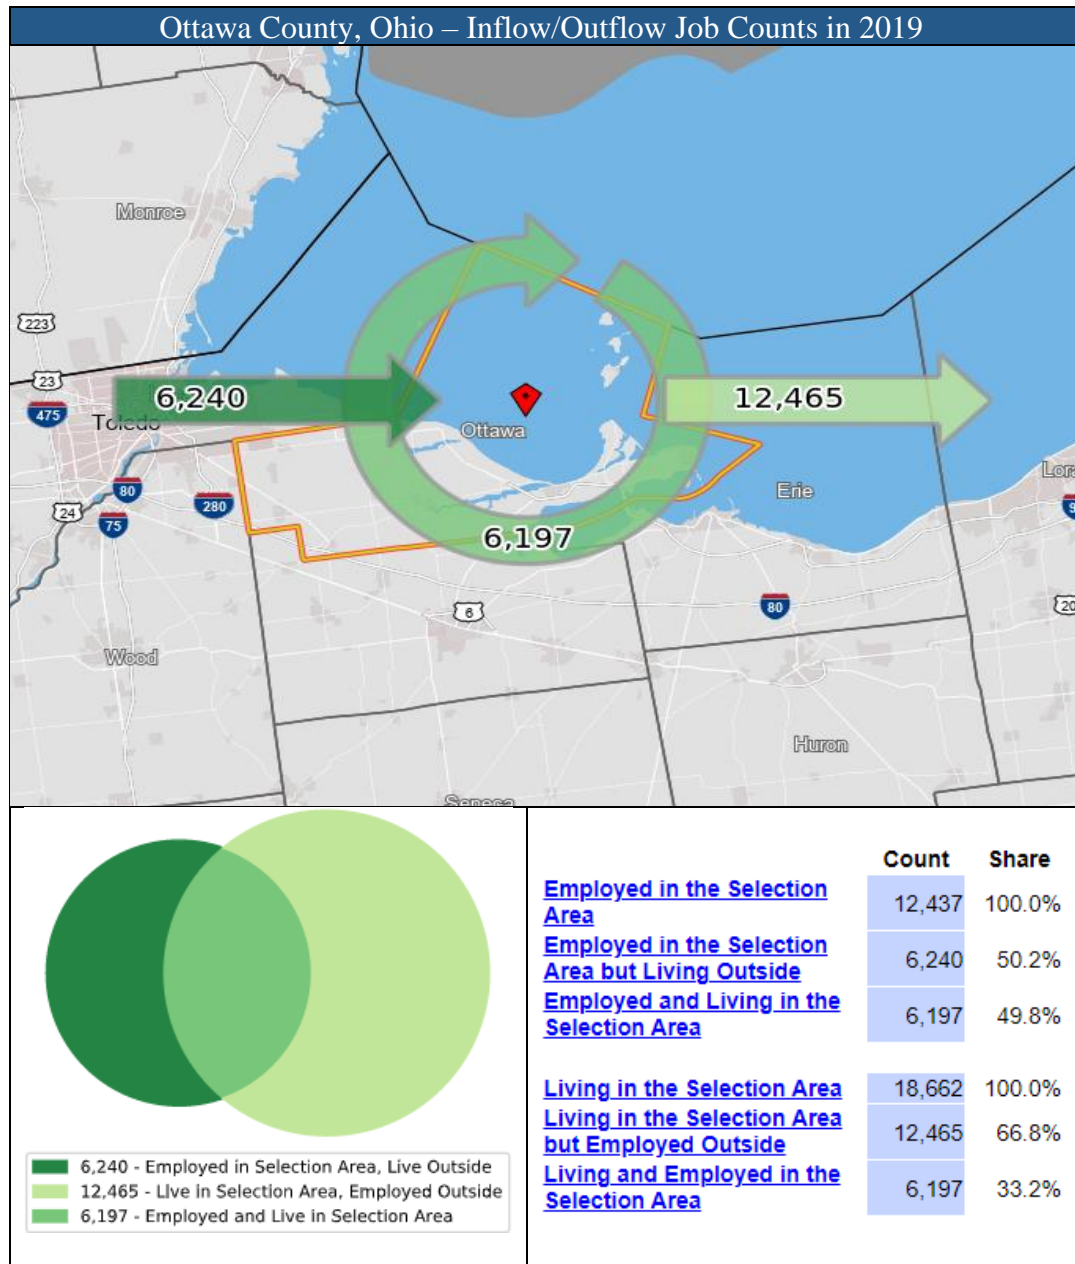 Ottawa County, Ohio – Inflow/Outflow Job Counts in 2019
Monroe
223
23
475
Toledo
6,240
12,465
Ottawa
80
280
24
75
Erie
6,197
6
80
20
Wood
Huron
Seneca
Count Share
Employed in the Selection
Area 12,437 100.0%
Employed in the Selection
Area but Living Outside 6,240 50.2%
Employed and Living in the
Selection Area 6,197 49.8%
Living in the Selection Area 18,662 100.0%
Living in the Selection Area
but Employed Outside 12,465 66.8%
Living and Employed in the
Selection Area 6,197 33.2%
6,240 - Employed in Selection Area, Live Outside
12,465 - LIve in Selection Area, Employed Outside
6,197 - Employed and Live in Selection Area